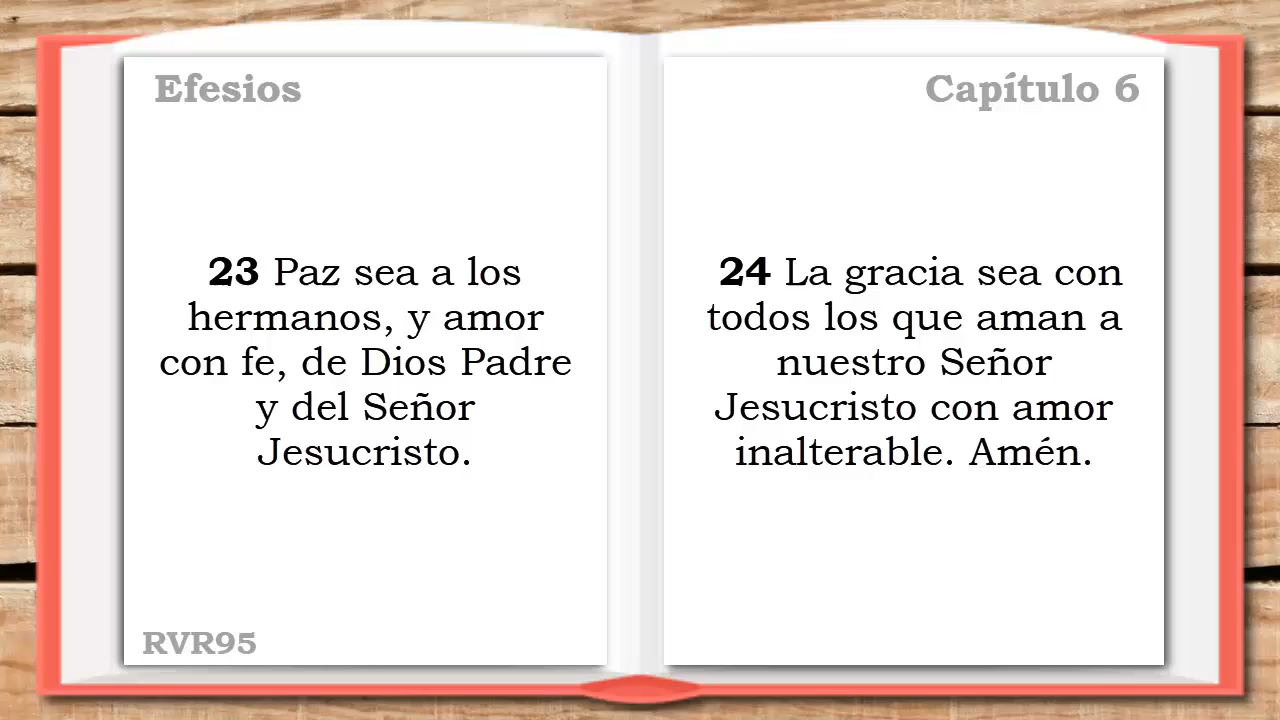 Efesios
23 Paz sea a los
hermanos, y amor
con fe, de Dios Padre
y del Señor
Jesucristo.
RVR95
Capítulo 6
24 La gracia sea con
todos los que aman a
nuestro Señor
Jesucristo con amor
inalterable. Amén.